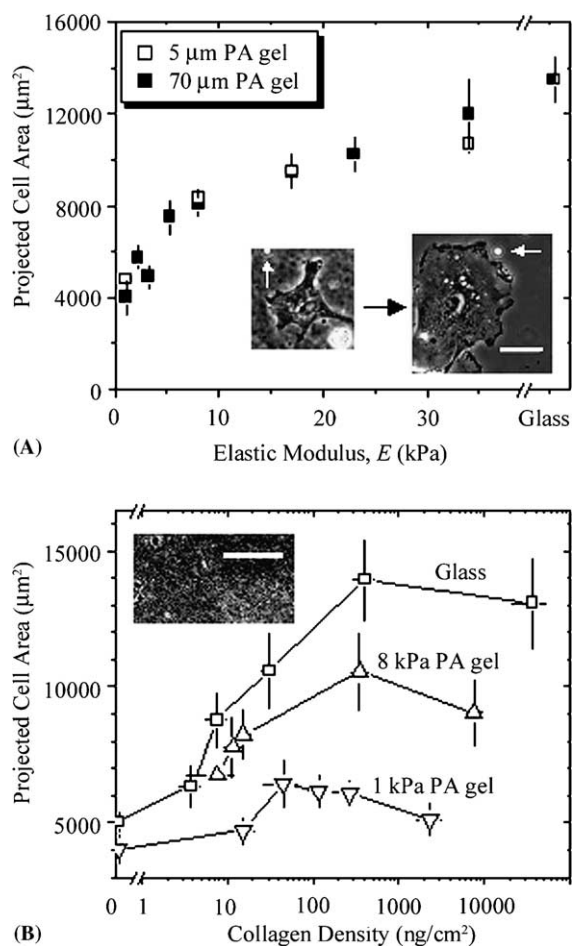 16000
12000
8000
4000
0
Projected Cell Area (μm²)
5 μm PA gel
70 μm PA gel
0 10 20 30 Glass
Elastic Modulus, E (kPa)
(A)
15000
10000
5000
Projected Cell Area (μm²)
Glass
8 kPa PA gel
1 kPa PA gel
0 1 10 100 1000 10000
Collagen Density (ng/cm²)
(B)